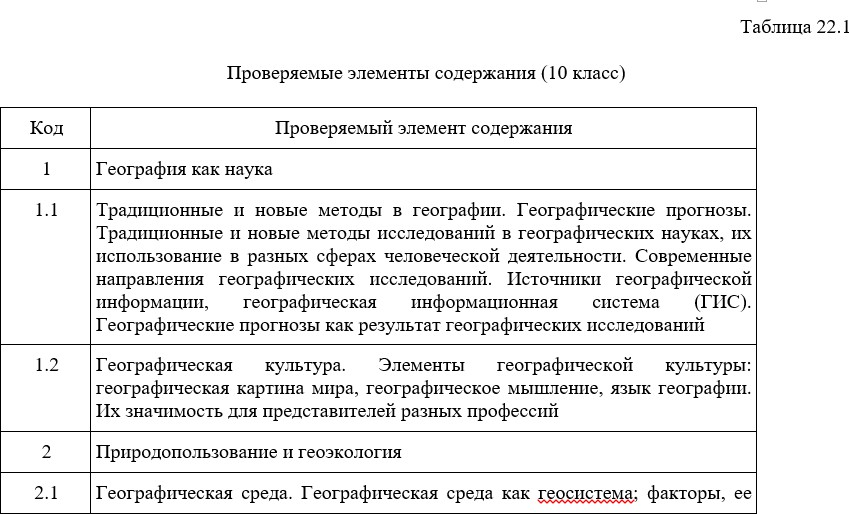 Таблица 22.1
Проверяемые элементы содержания (10 класс)
Код Проверяемый элемент содержания
1 География как наука
1.1 Традиционные и новые методы в географии. Географические прогнозы.
Традиционные и новые методы исследований в географических науках, их
использование в разных сферах человеческой деятельности. Современные
направления географических исследований. Источники географической
информации, географическая информационная система (ГИС).
Географические прогнозы как результат географических исследований
1.2 Географическая культура. Элементы географической культуры:
географическая картина мира, географическое мышление, язык географии.
Их значимость для представителей разных профессий
2 Природопользование и геоэкология
2.1 Географическая среда. Географическая среда как геосистема; факторы, ее